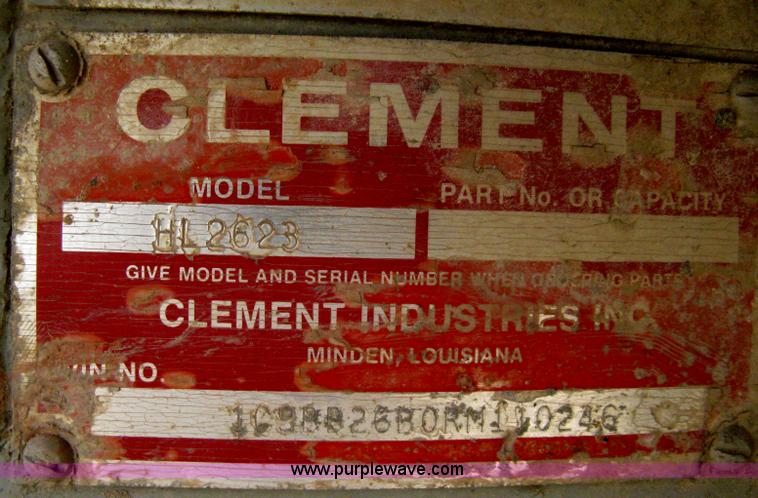 CLEMENT
MODEL PART No. OR CAPACITY
HL2623
GIVE MODEL AND SERIAL NUMBER WHEN ORDERING PARTS
CLEMENT INDUSTRIES INC.
MINDEN, LOUISIANA
VIN NO.
www.purplewave.com